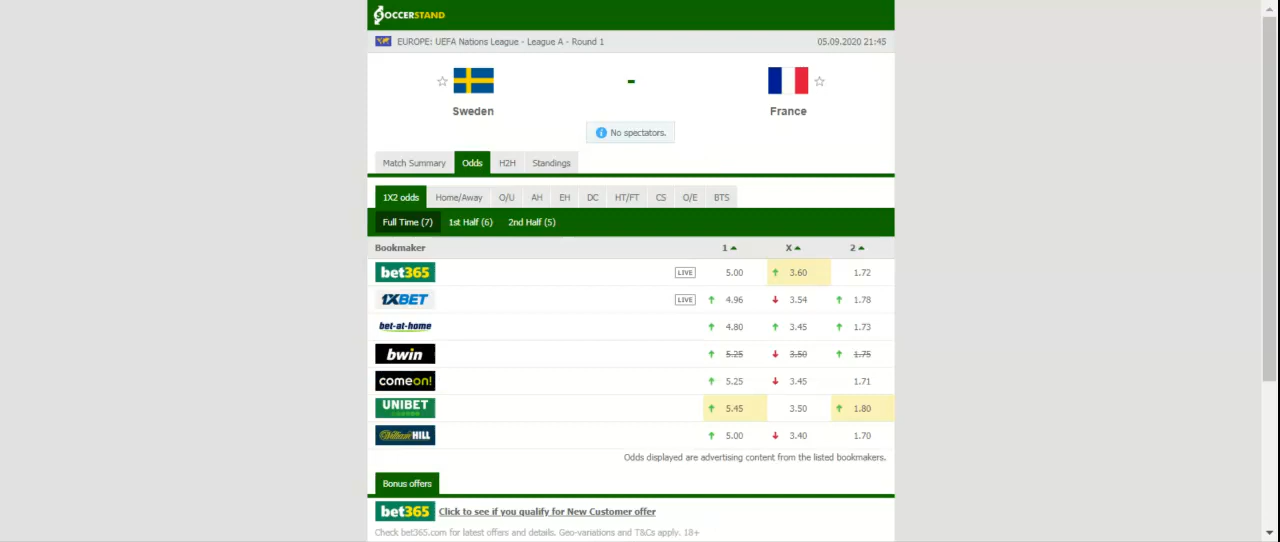 SOCCERSTAND
EUROPE: UEFA Nations League - League A - Round 1 05.09.2020 21:45
-
Sweden France
No spectators.
Match Summary Odds H2H Standings
1X2 odds Home/Away O/U AH EH DC HT/FT CS O/E BTS
Full Time (7) 1st Half (6) 2nd Half (5)
Bookmaker 1 X 2
bet365 LIVE 5.00 3.60 1.72
1XBET LIVE 4.96 3.54 1.78
bet-at-home 4.80 3.45 1.73
bwin 5.25 3.50 1.75
comeon! 5.25 3.45 1.71
UNIBET 5.45 3.50 1.80
William HILL 5.00 3.40 1.70
Odds displayed are advertising content from the listed bookmakers.
Bonus offers
bet365 Click to see if you qualify for New Customer offer
Check bet365.com for latest offers and details. Geo-variations and T&Cs apply. 18+